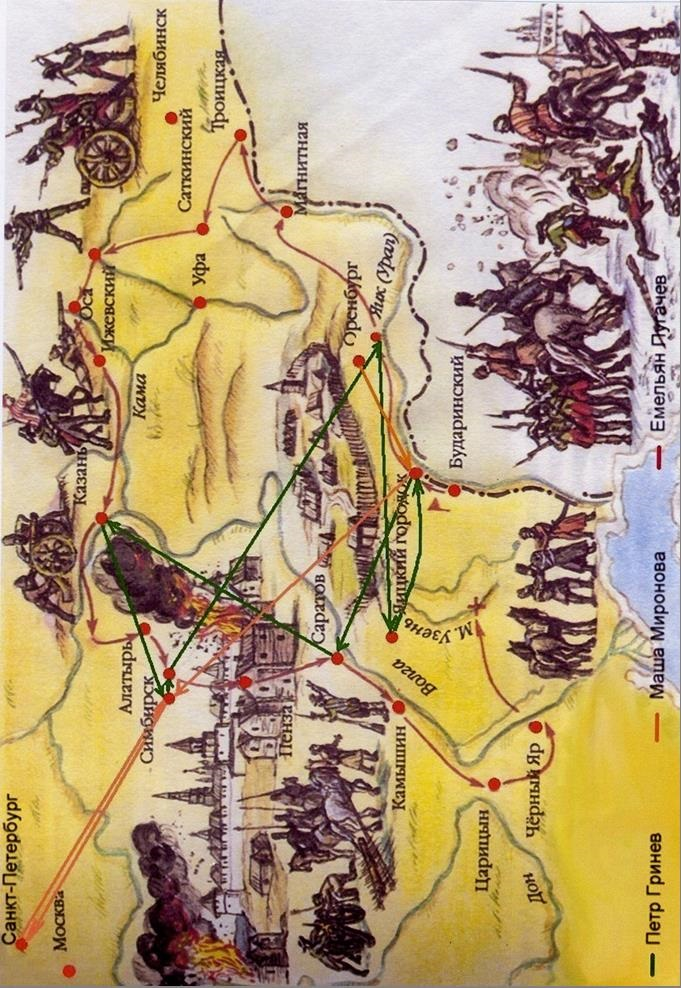 Санкт-Петербург
Москва
Казань
Оса
Ижевский
Алатырь
Кама
Симбирск
Челябинск
Саткинский
Уфа
Троицкая
Пенза
Магнитная
Саратов
Оренбург
Яик (Урал)
Яицкий городок
Камышин
Волга
Бударинский
М. Узень
Царицын
Чёрный Яр
Дон
Петр Гринев
Маша Миронова
Емельян Пугачев